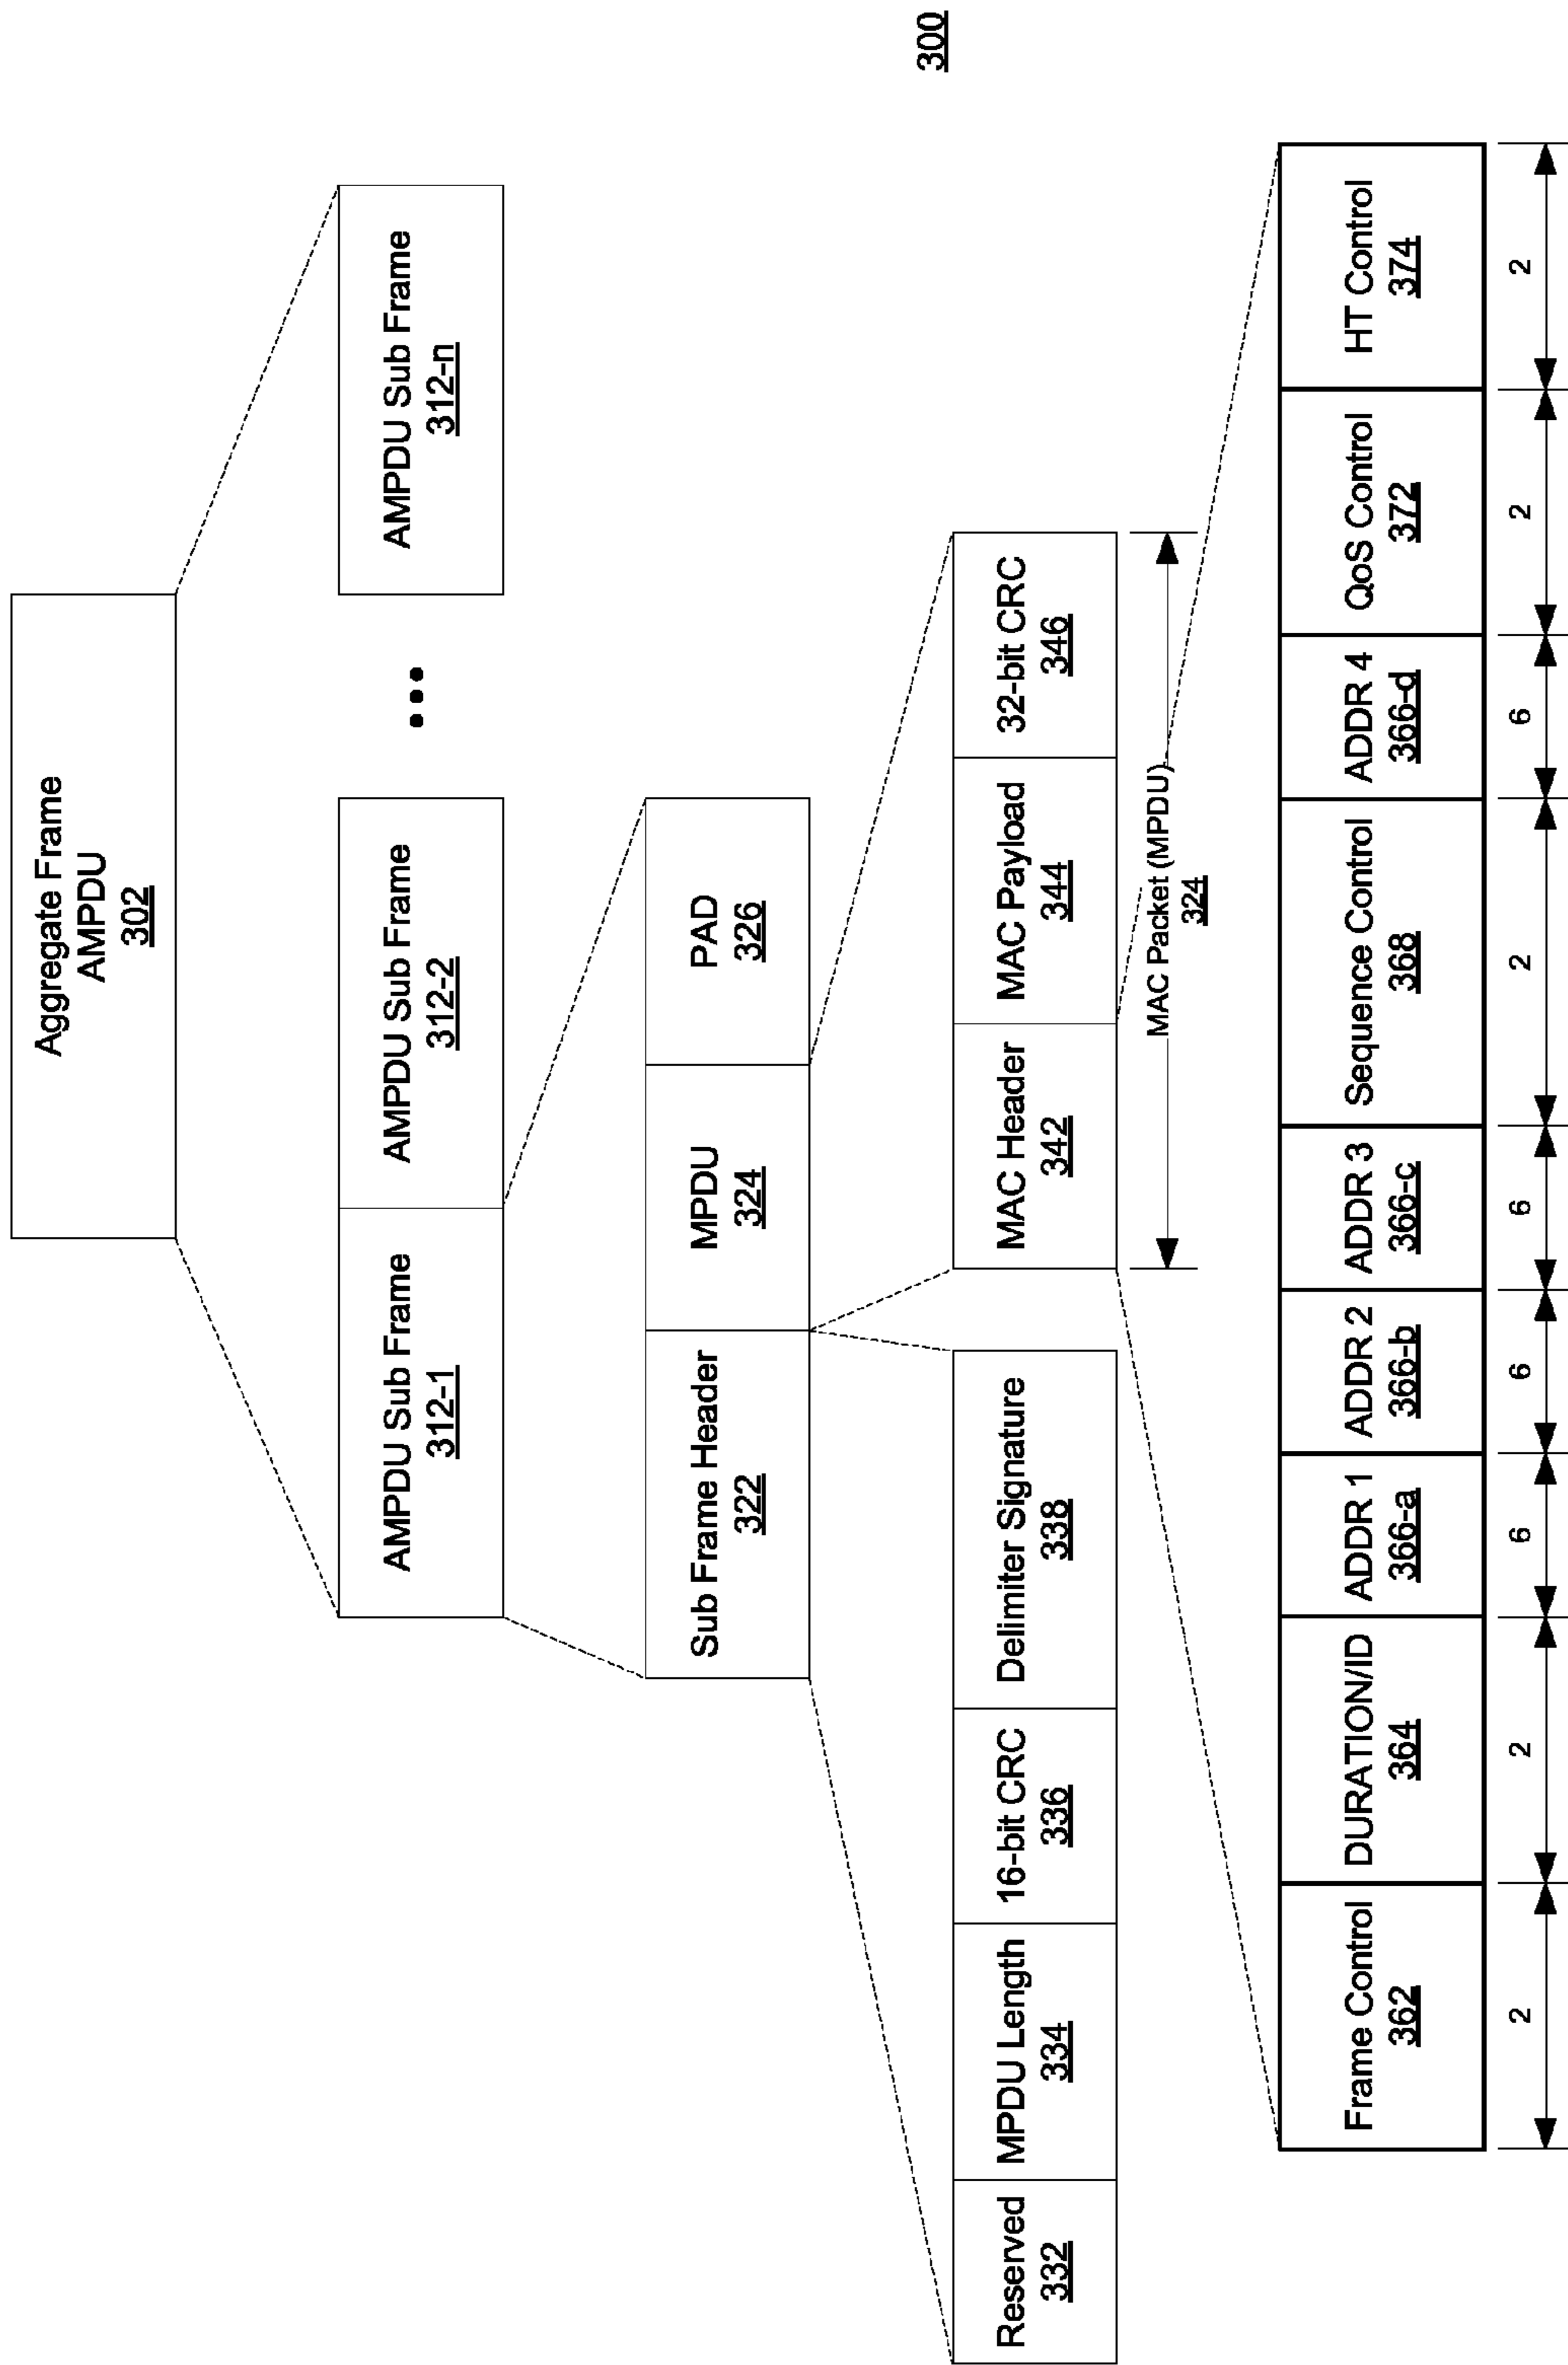 Aggregate Frame
AMPDU
302
AMPDU Sub Frame
312-1
AMPDU Sub Frame
312-2
•••
AMPDU Sub Frame
312-n
Sub Frame Header
322
MPDU
324
PAD
326
Reserved
332
MPDU Length
334
16-bit CRC
336
Delimiter Signature
338
MAC Header
342
MAC Payload
344
32-bit CRC
346
MAC Packet (MPDU)
324
300
Frame Control
362
DURATION/ID
364
ADDR 1
366-a
ADDR 2
366-b
ADDR 3
366-c
Sequence Control
368
ADDR 4
366-d
QoS Control
372
HT Control
374
2
2
6
6
6
2
6
2
2